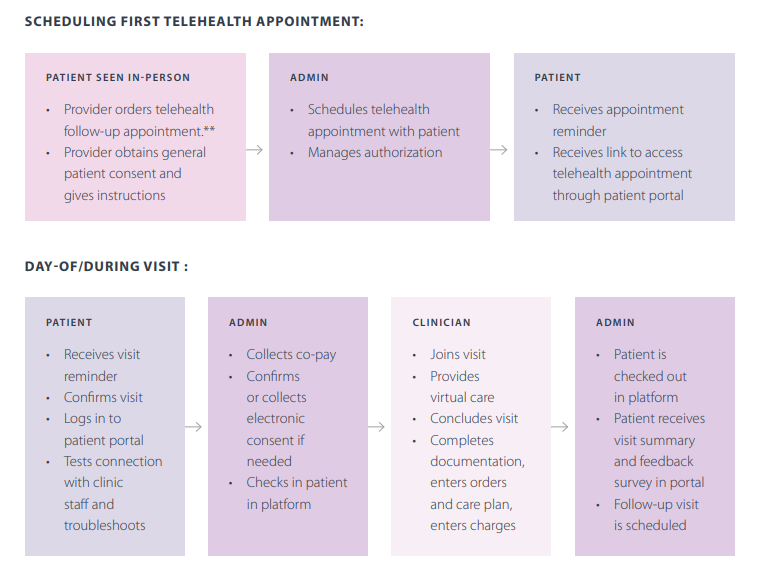 SCHEDULING FIRST TELEHEALTH APPOINTMENT:
PATIENT SEEN IN-PERSON
• Provider orders telehealth
follow-up appointment.**
• Provider obtains general
patient consent and
gives instructions
ADMIN
• Schedules telehealth
appointment with patient
• Manages authorization
PATIENT
• Receives appointment
reminder
• Receives link to access
telehealth appointment
through patient portal
DAY-OF/DURING VISIT :
PATIENT
• Receives visit
reminder
• Confirms visit
• Logs in to
patient portal
• Tests connection
with clinic
staff and
troubleshoots
ADMIN
• Collects co-pay
• Confirms
or collects
electronic
consent if
needed
• Checks in patient
in platform
CLINICIAN
• Joins visit
• Provides
virtual care
• Concludes visit
• Completes
documentation,
enters orders
and care plan,
enters charges
ADMIN
• Patient is
checked out
in platform
• Patient receives
visit summary
and feedback
survey in portal
• Follow-up visit
is scheduled